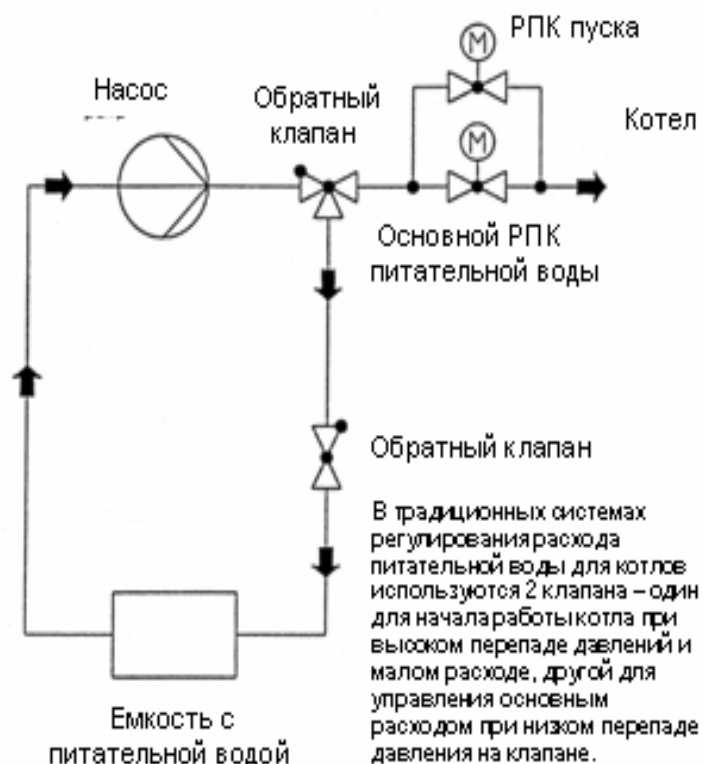 РПК пуска
М
Насос
Обратный
клапан
Котел
М
Основной РПК
питательной воды
Обратный клапан
В традиционных системах
регулирования расхода
питательной воды для котлов
используются 2 клапана – один
для начала работы котла при
высоком перепаде давлений и
малом расходе, другой для
управления основным
расходом при низком перепаде
давления на клапане.
Емкость с
питательной водой